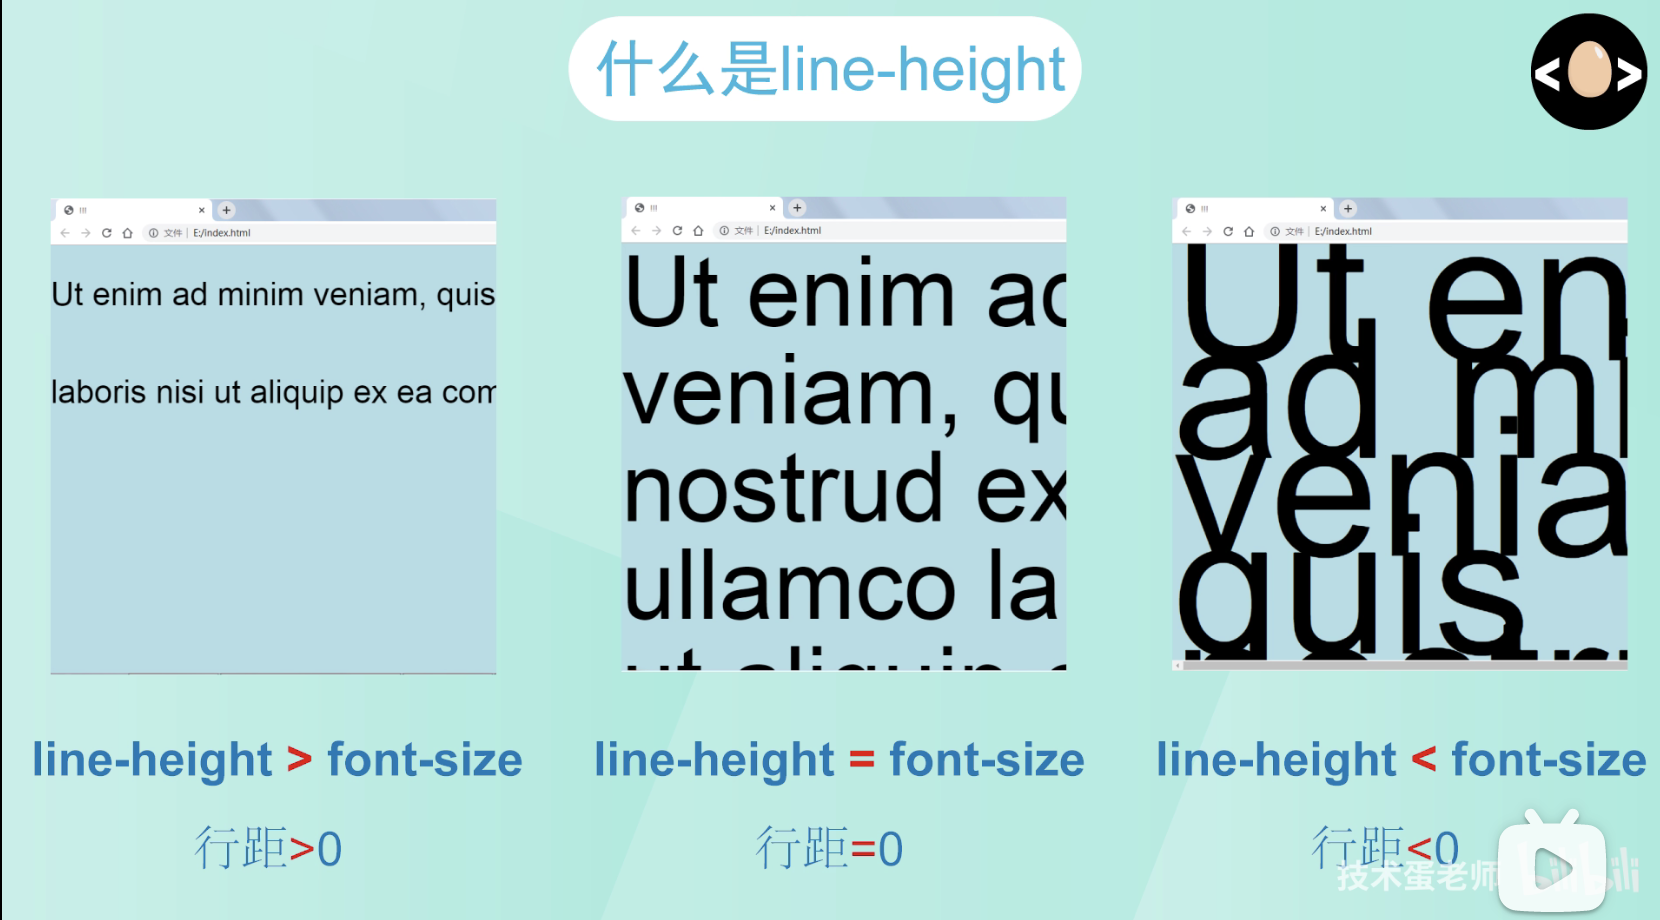 什么是line-height
< >
!!!
× +
文件 | E:/index.html
Ut enim ad minim veniam, quis
laboris nisi ut aliquip ex ea com
line-height > font-size
行距>0
!!!
× +
文件 | E:/index.html
Ut enim ad
veniam, qu
nostrud ex
ullamco la
ut aliquip
line-height = font-size
行距=0
!!!
× +
文件 | E:/index.html
Ut en
ad mi
venia
quis
line-height < font-size
行距<0
技术蛋老师
bilibili